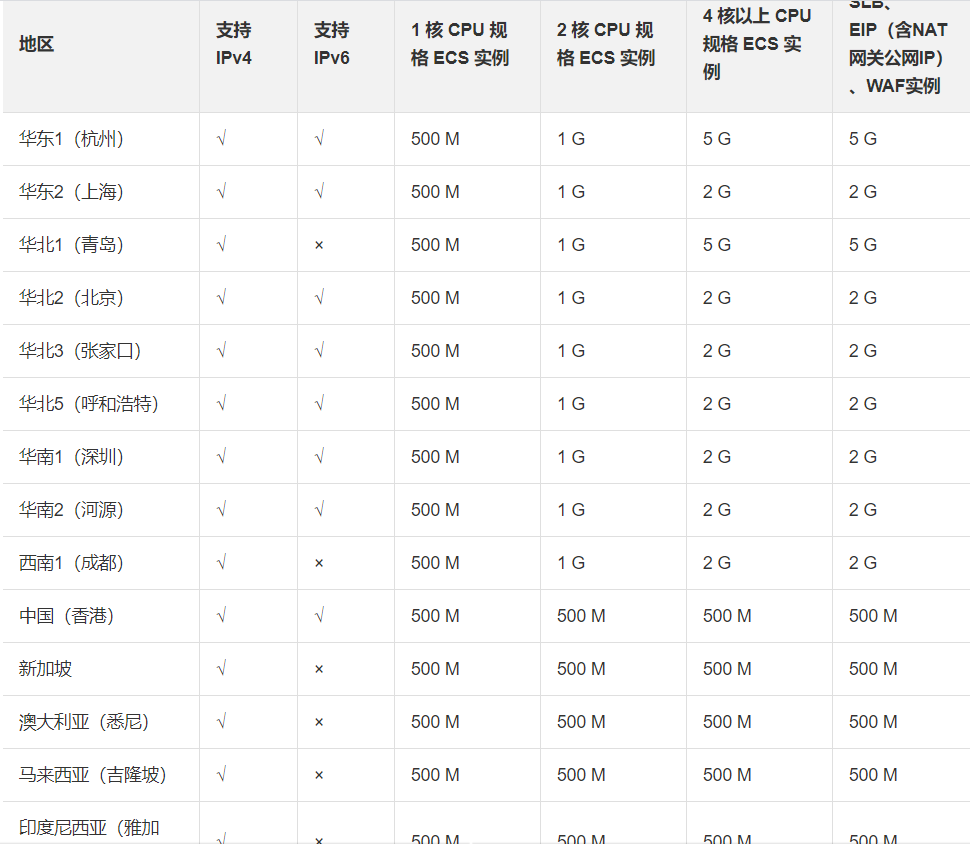 地区 支持 IPv4 支持 IPv6 1 核 CPU 规格 ECS 实例 2 核 CPU 规格 ECS 实例 4 核以上 CPU 规格 ECS 实例 SLB、EIP（含NAT网关公网IP）、WAF实例
华东1（杭州） √ √ 500 M 1 G 5 G 5 G
华东2（上海） √ √ 500 M 1 G 2 G 2 G
华北1（青岛） √ × 500 M 1 G 5 G 5 G
华北2（北京） √ √ 500 M 1 G 2 G 2 G
华北3（张家口） √ √ 500 M 1 G 2 G 2 G
华北5（呼和浩特） √ √ 500 M 1 G 2 G 2 G
华南1（深圳） √ √ 500 M 1 G 2 G 2 G
华南2（河源） √ √ 500 M 1 G 2 G 2 G
西南1（成都） √ × 500 M 1 G 2 G 2 G
中国（香港） √ √ 500 M 500 M 500 M 500 M
新加坡 √ × 500 M 500 M 500 M 500 M
澳大利亚（悉尼） √ × 500 M 500 M 500 M 500 M
马来西亚（吉隆坡） √ × 500 M 500 M 500 M 500 M
印度尼西亚（雅加 √ × 500 M 500 M 500 M 500 M